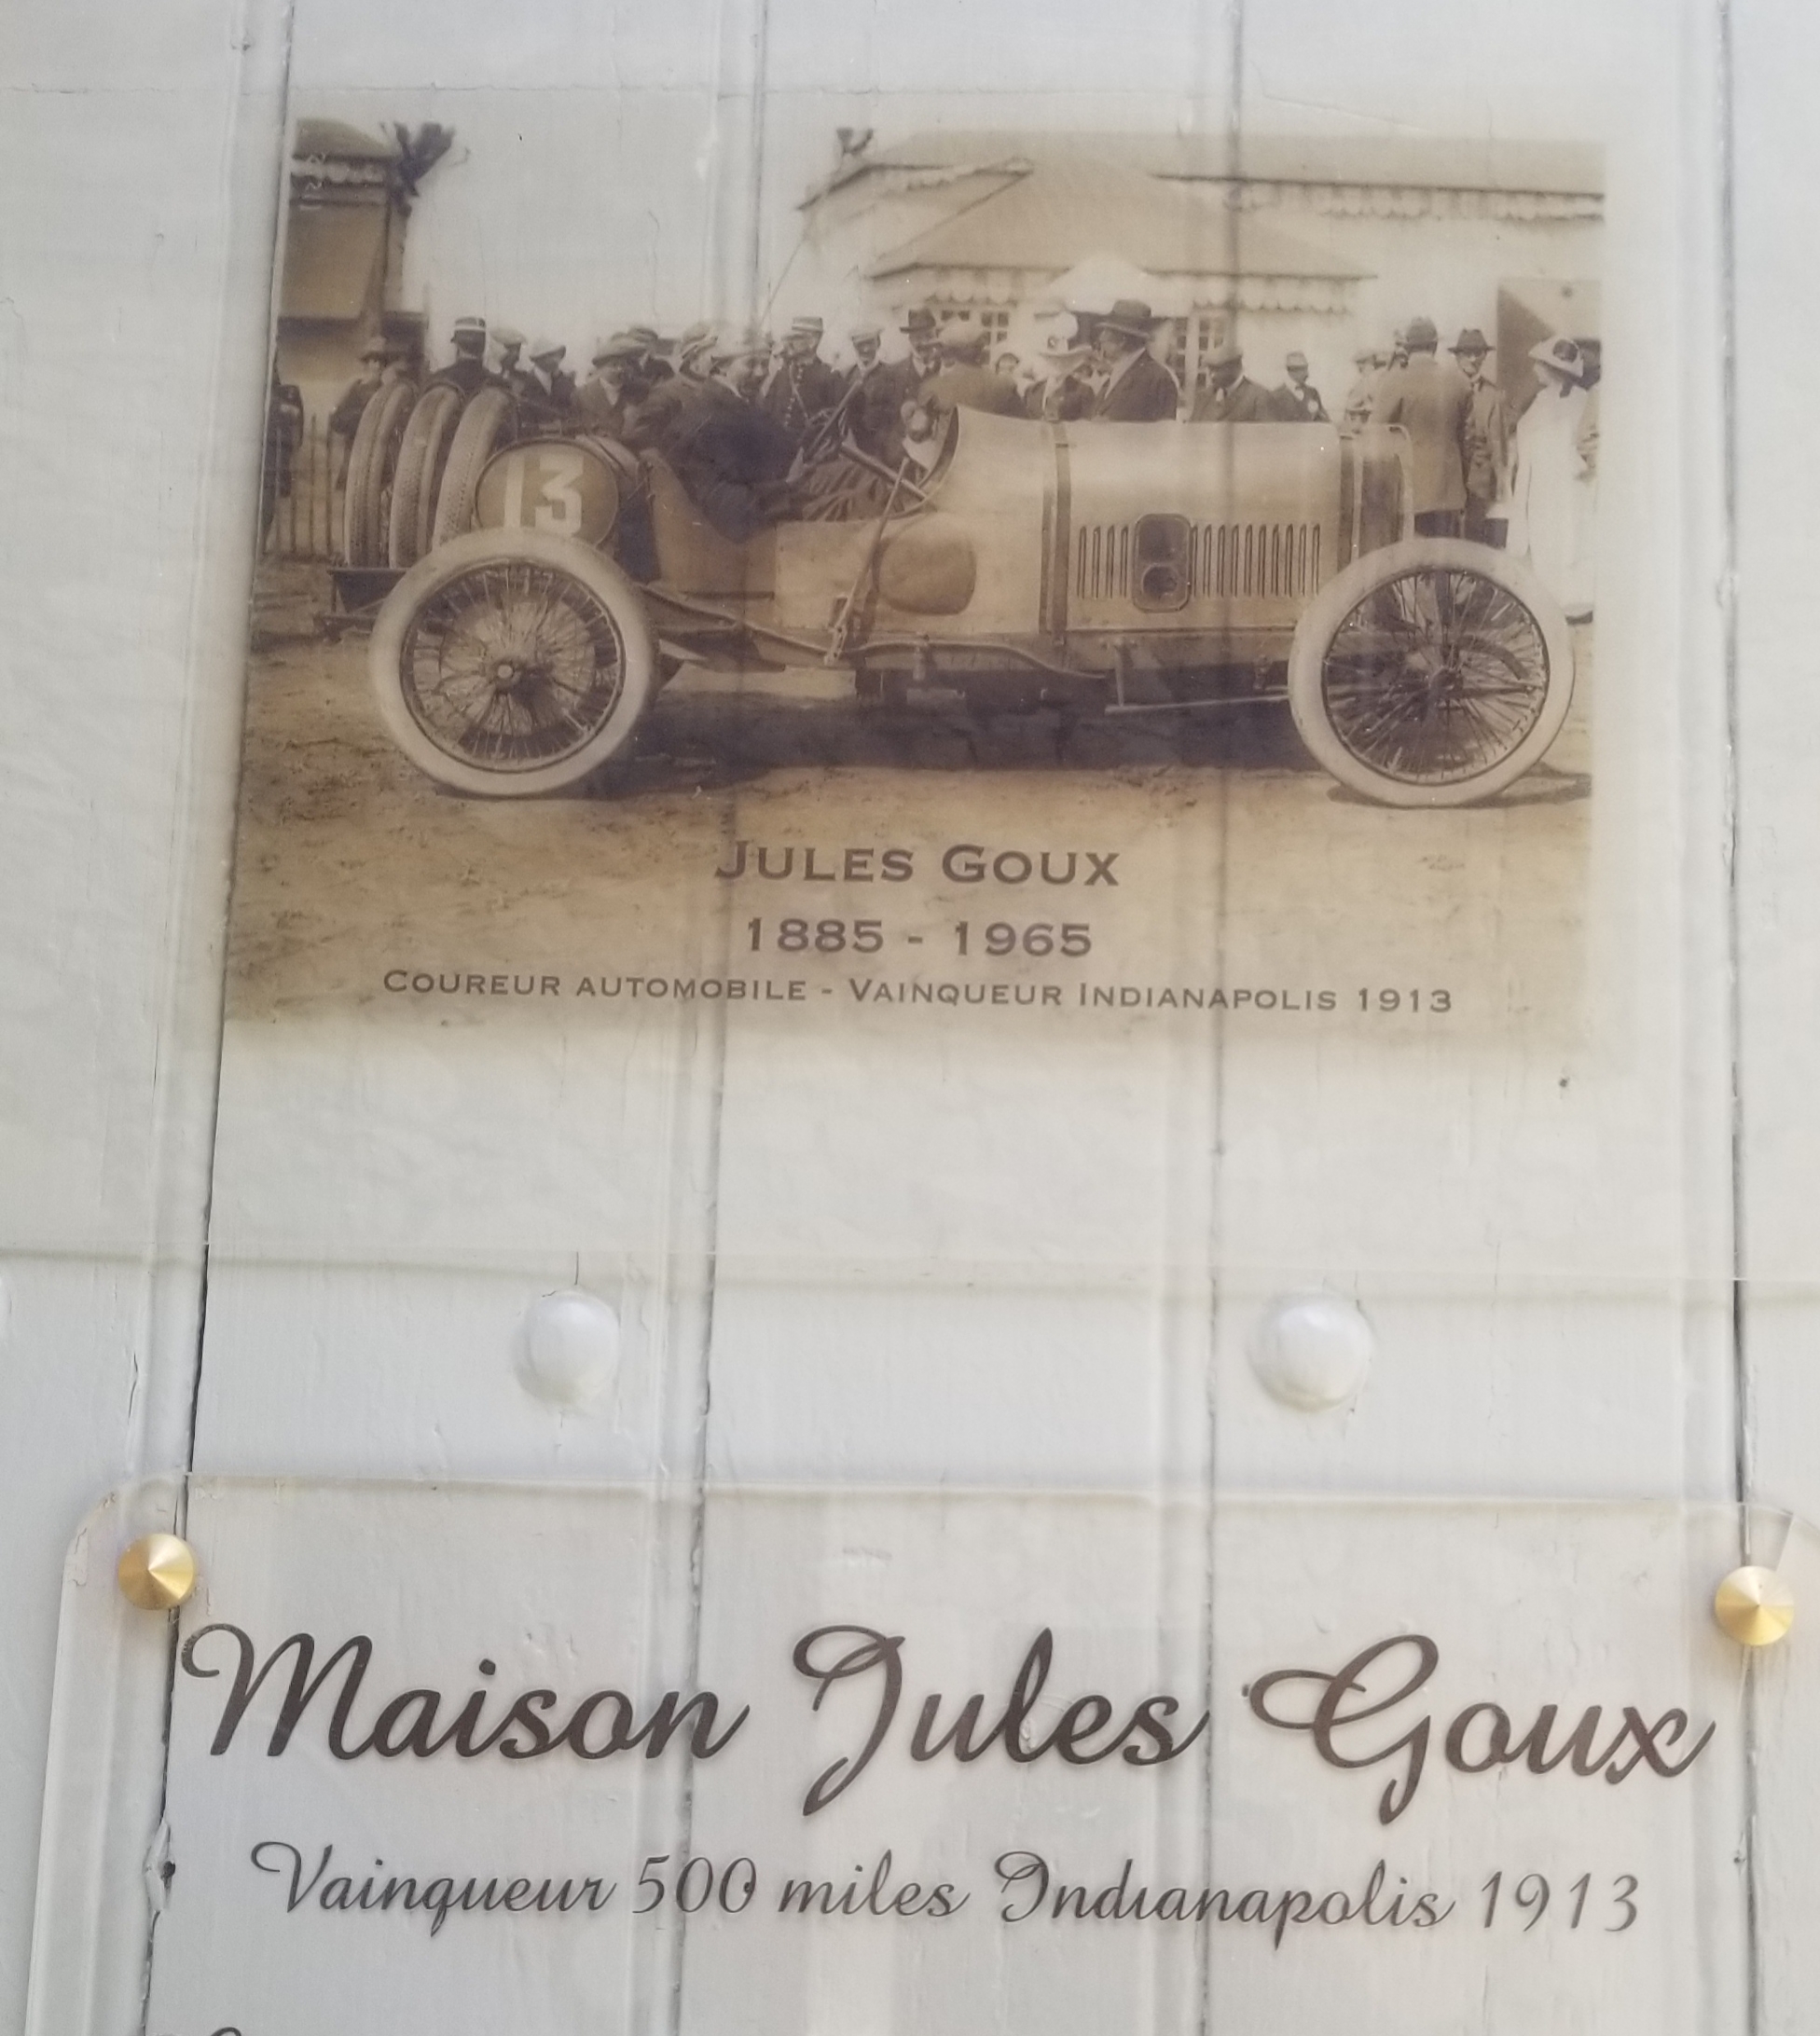 13
JULES GOUX
1885 - 1965
COUREUR AUTOMOBILE - VAINQUEUR INDIANAPOLIS 1913
Maison Jules Goux
Vainqueur 500 miles Indianapolis 1913